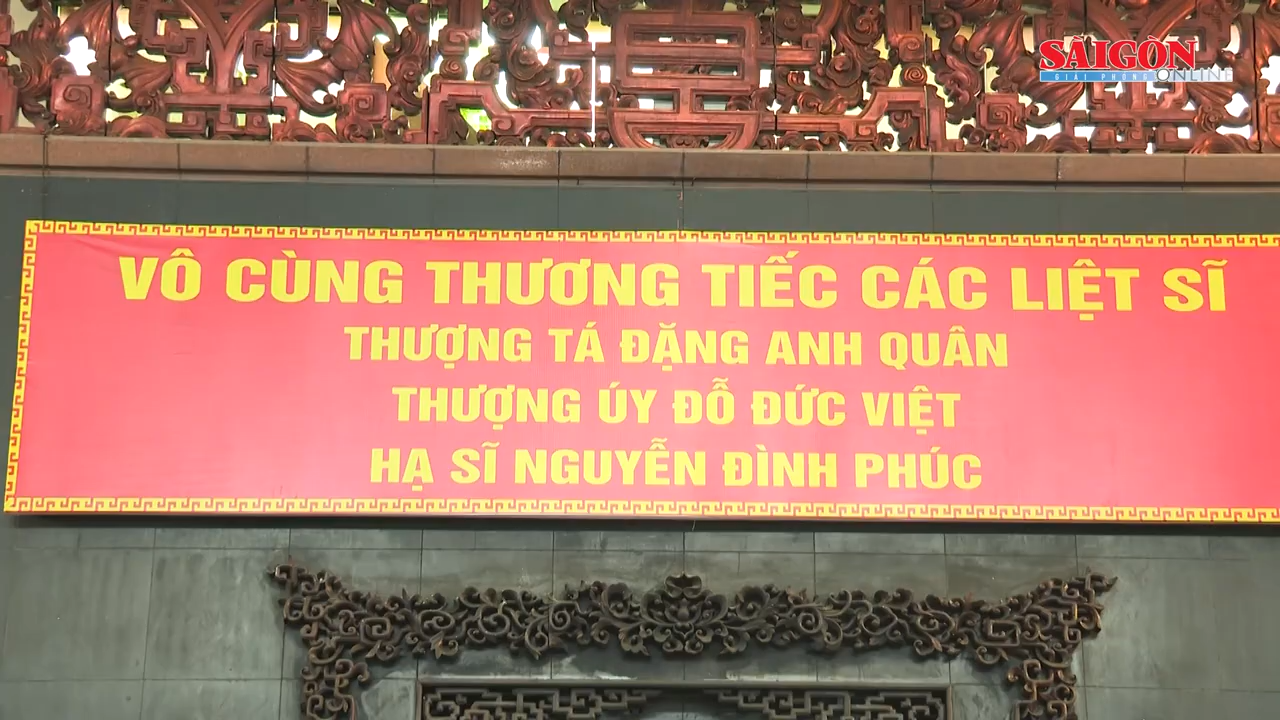 SÀI GÒN
GIẢI PHÓNG ONLINE
VÔ CÙNG THƯƠNG TIẾC CÁC LIỆT SĨ
THƯỢNG TÁ ĐẶNG ANH QUÂN
THƯỢNG ÚY ĐỖ ĐỨC VIỆT
HẠ SĨ NGUYỄN ĐÌNH PHÚC